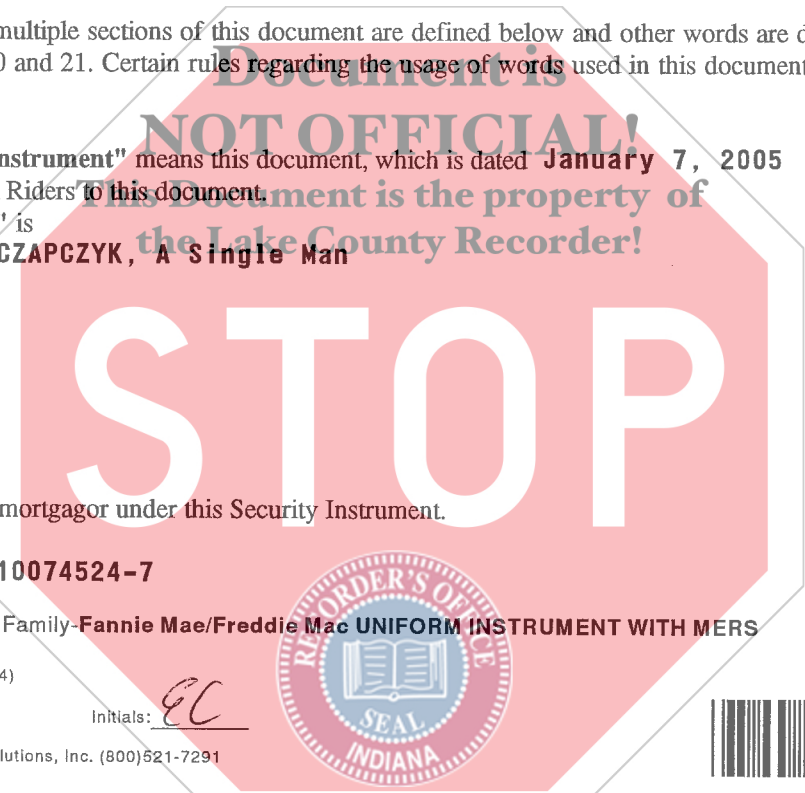 multiple sections of this document are defined below and other words are d
0 and 21. Certain rules regarding the usage of words used in this document
Document is
NOT OFFICIAL!
nstrument" means this document, which is dated January 7, 2005
Riders to this document.
This Document is the property of
" is
the Lake County Recorder!
CZAPCZYK, A Single Man
STOP
mortgagor under this Security Instrument.
10074524-7
Family-Fannie Mae/Freddie Mac UNIFORM INSTRUMENT WITH MERS
4)
Initials: EC
lutions, Inc. (800)521-7291
RECORDER'S OFFICE
SEAL
INDIANA